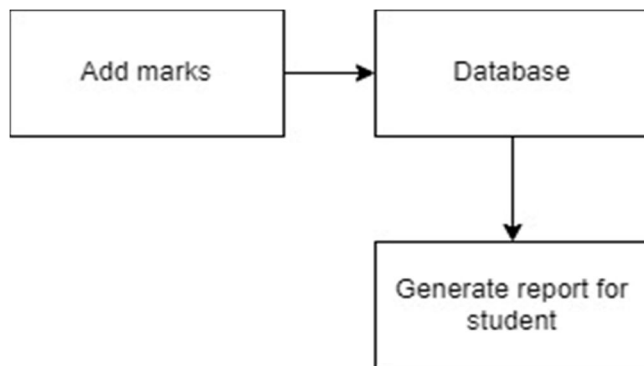 Add marks
Database
Generate report for
student